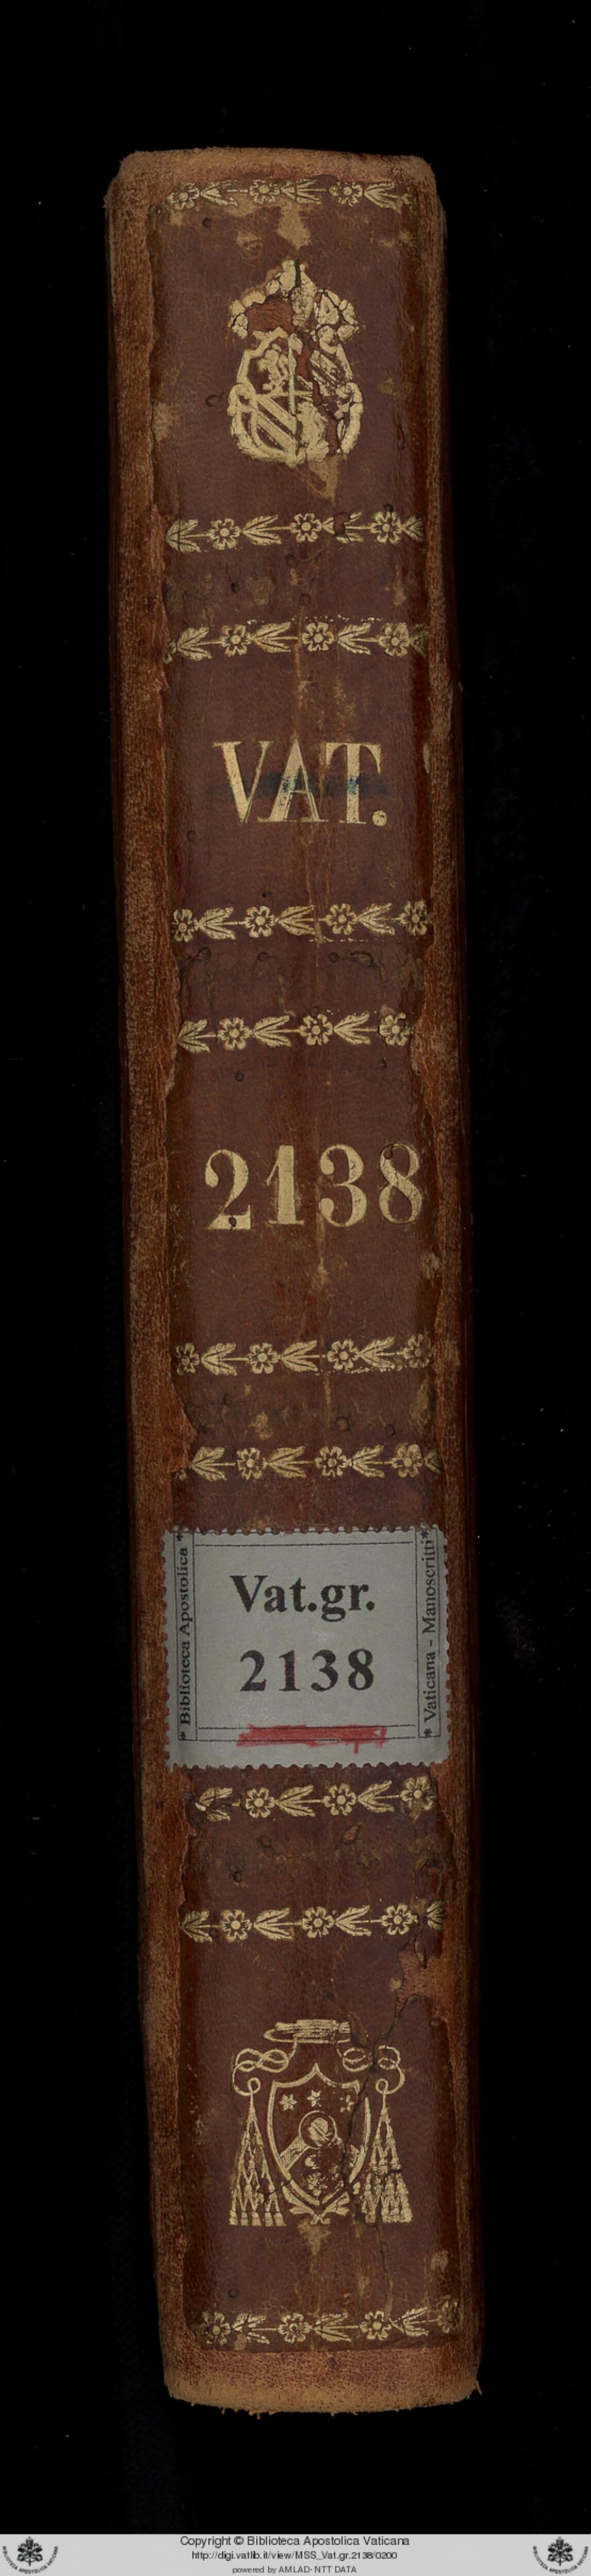 VAT.
2138
* Biblioteca Apostolica *
Vat.gr.
2138
* Vaticana - Manoscritti *
Copyright © Biblioteca Apostolica Vaticana
http://digi.vatlib.it/view/MSS_Vat.gr.2138/0200
powered by AMLAD- NTT DATA